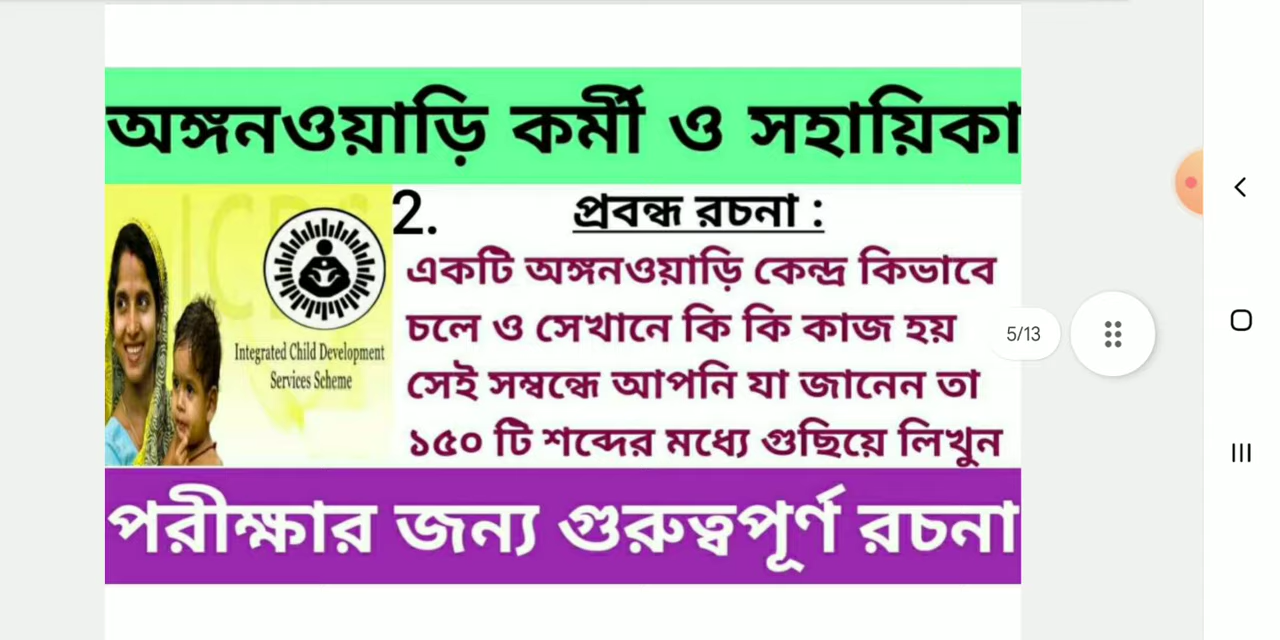 অঙ্গনওয়াড়ি কর্মী ও সহায়িকা
2. প্রবন্ধ রচনা :
একটি অঙ্গনওয়াড়ি কেন্দ্র কিভাবে
চলে ও সেখানে কি কি কাজ হয়
সেই সম্বন্ধে আপনি যা জানেন তা
১৫০ টি শব্দের মধ্যে গুছিয়ে লিখুন
Integrated Child Development
Services Scheme
5/13
পরীক্ষার জন্য গুরুত্বপূর্ণ রচনা